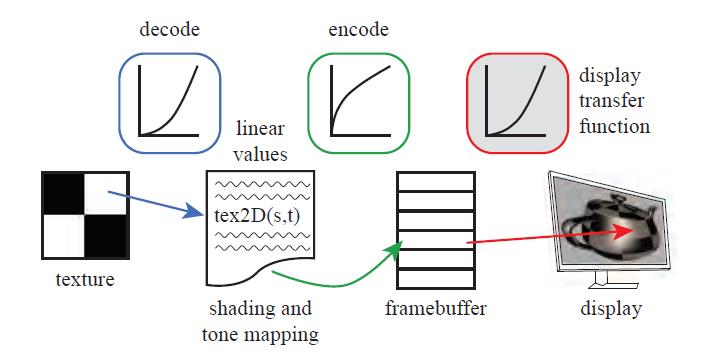 decode
encode
display
transfer
function
linear
values
tex2D(s,t)
texture
shading and
tone mapping
framebuffer
display